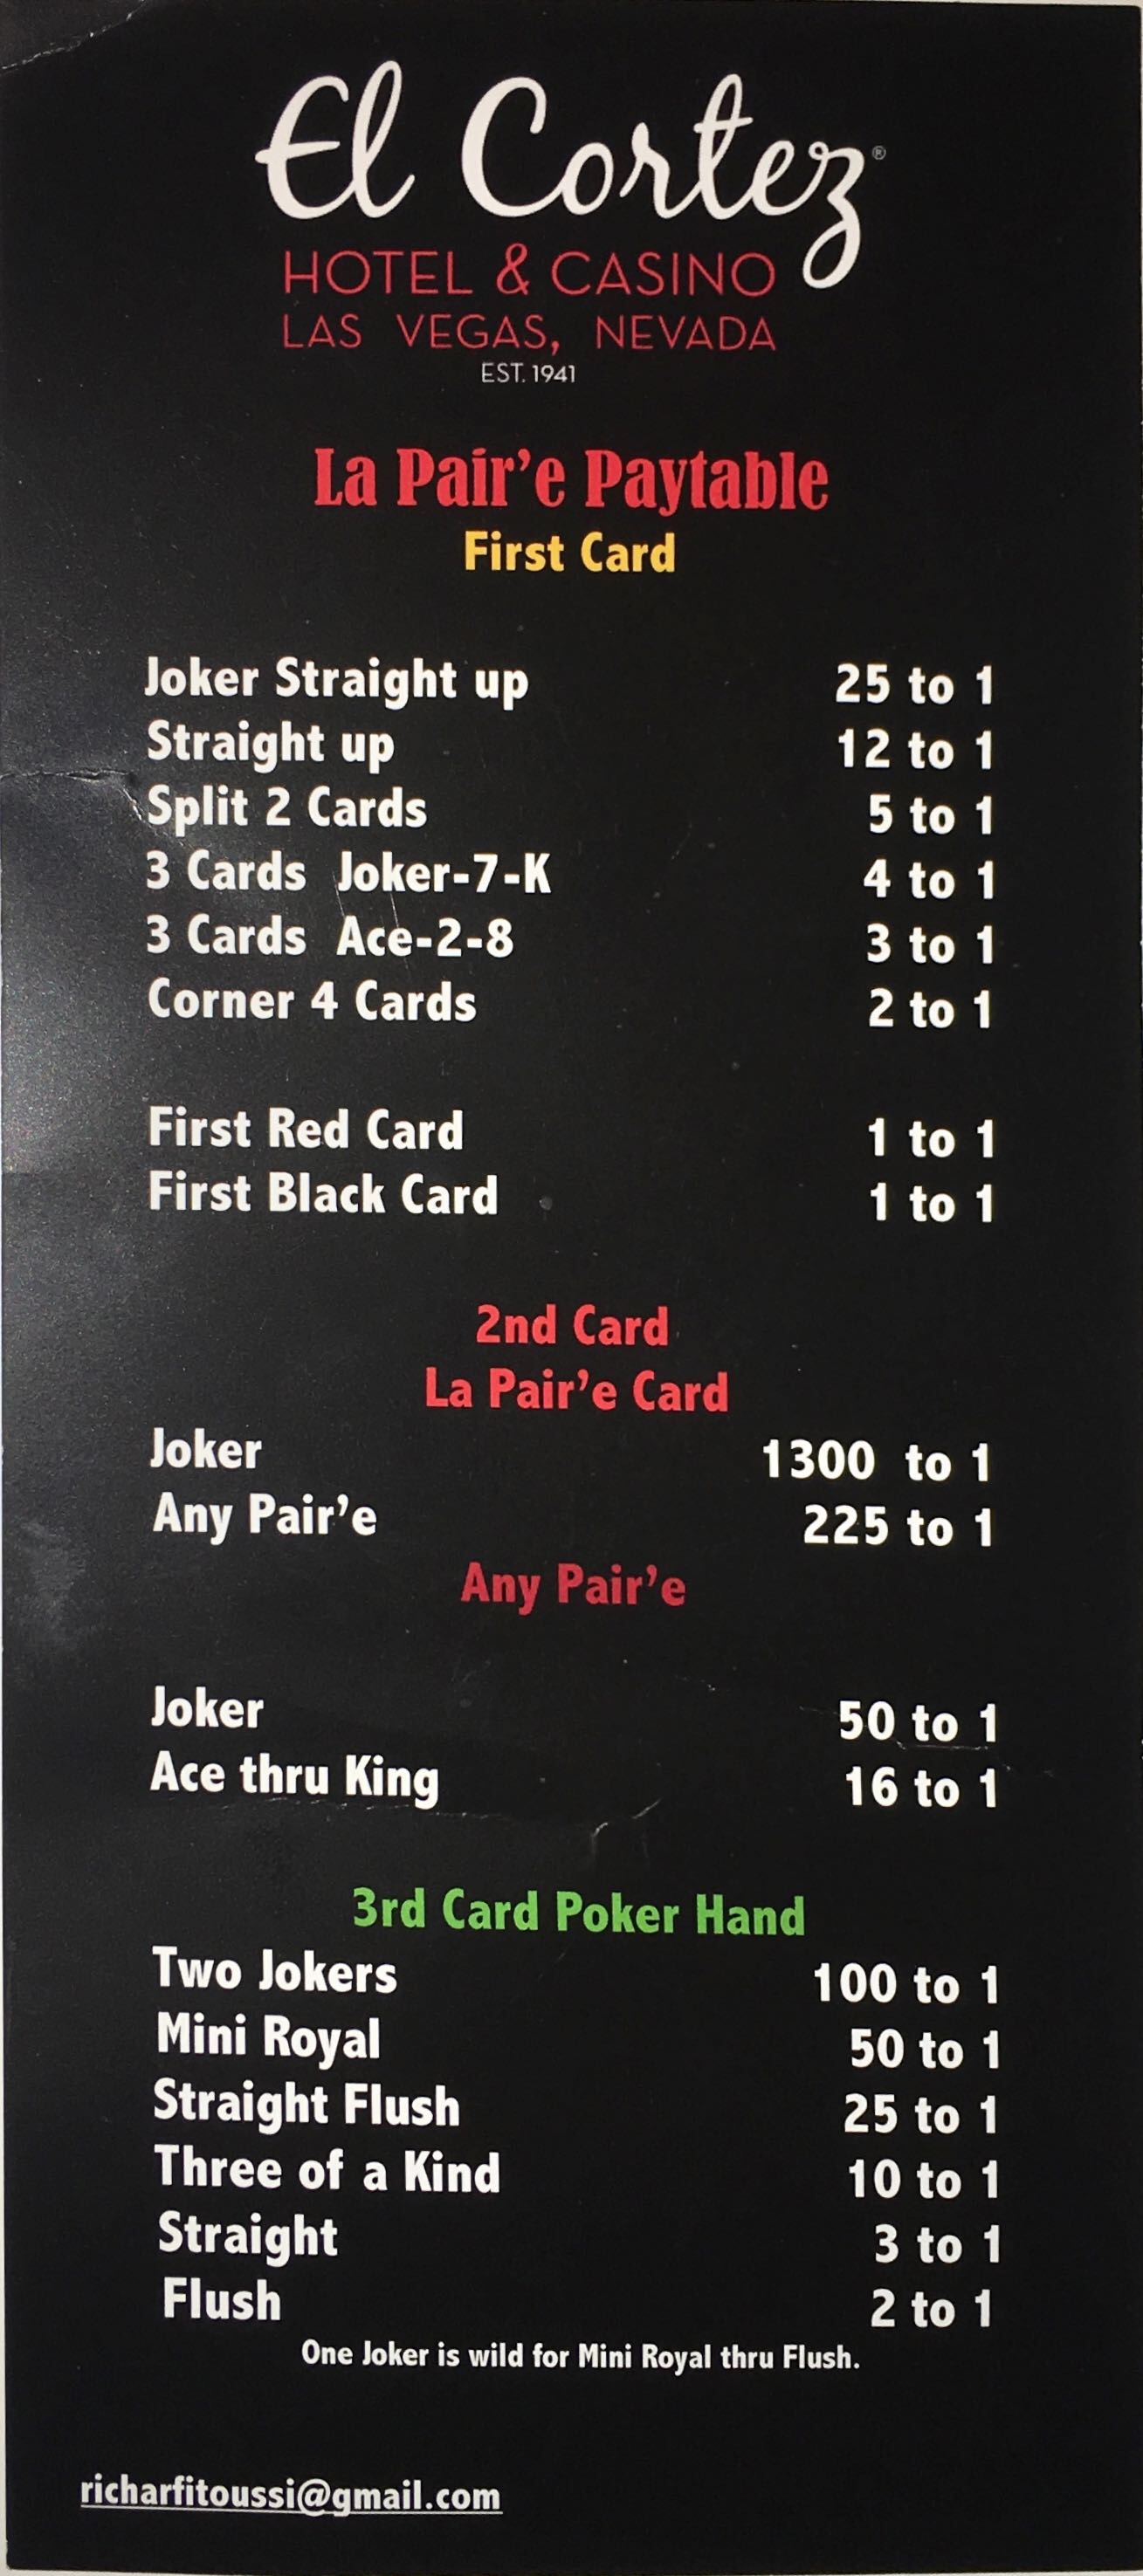 El Cortez®
HOTEL & CASINO
LAS VEGAS, NEVADA
EST. 1941
La Pair'e Paytable
First Card
Joker Straight up 25 to 1
Straight up 12 to 1
Split 2 Cards 5 to 1
3 Cards Joker-7-K 4 to 1
3 Cards Ace-2-8 3 to 1
Corner 4 Cards 2 to 1
First Red Card 1 to 1
First Black Card 1 to 1
2nd Card
La Pair'e Card
Joker 1300 to 1
Any Pair'e 225 to 1
Any Pair'e
Joker 50 to 1
Ace thru King 16 to 1
3rd Card Poker Hand
Two Jokers 100 to 1
Mini Royal 50 to 1
Straight Flush 25 to 1
Three of a Kind 10 to 1
Straight 3 to 1
Flush 2 to 1
One Joker is wild for Mini Royal thru Flush.
richarfitoussi@gmail.com